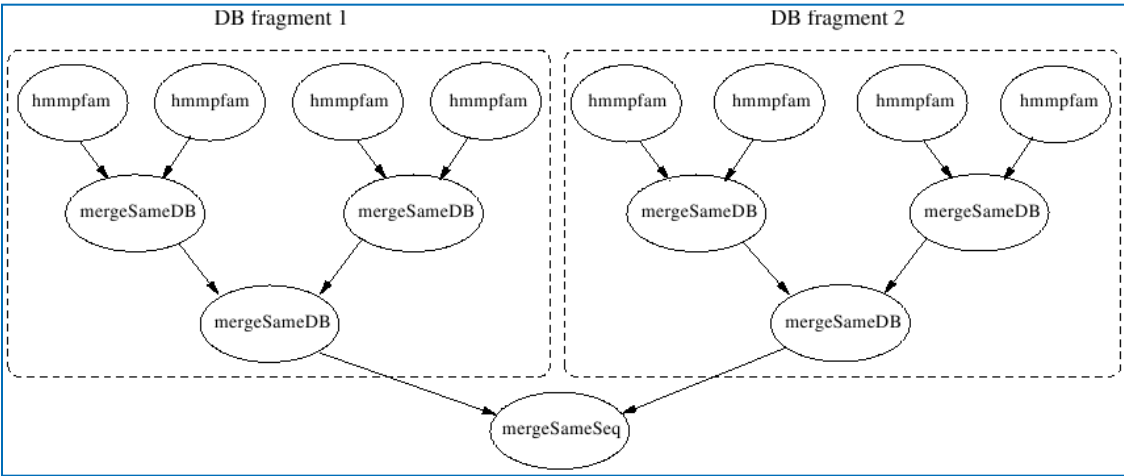 DB fragment 1
DB fragment 2
hmmpfam
hmmpfam
hmmpfam
hmmpfam
hmmpfam
hmmpfam
hmmpfam
hmmpfam
mergeSameDB
mergeSameDB
mergeSameDB
mergeSameDB
mergeSameDB
mergeSameDB
mergeSameSeq